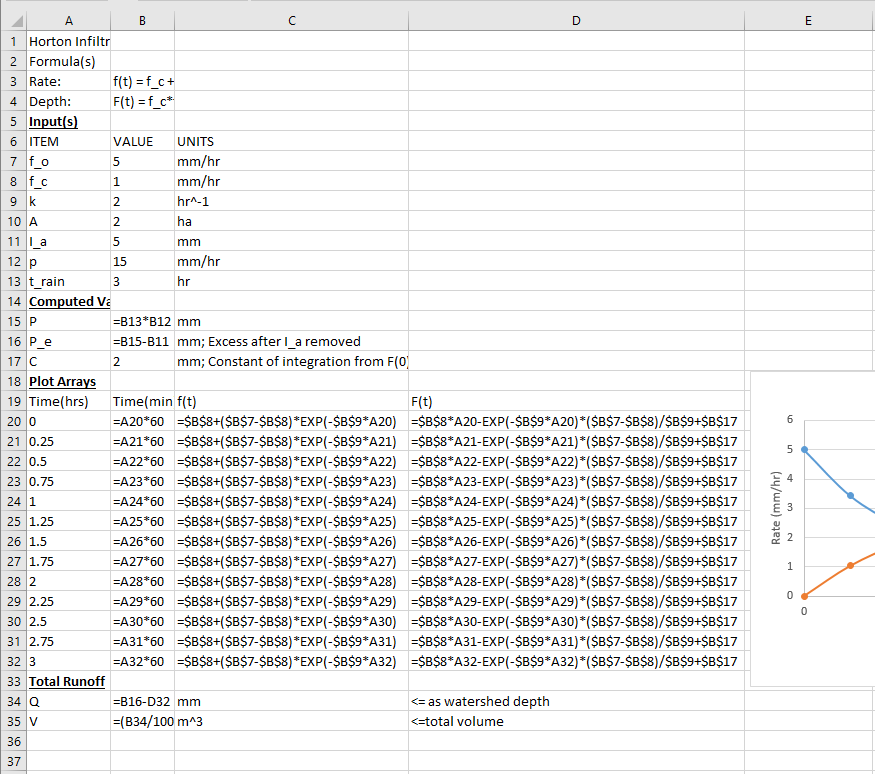 A B C D E
1 Horton Infiltr
2 Formula(s)
3 Rate: f(t) = f_c +
4 Depth: F(t) = f_c*
5 Input(s)
6 ITEM VALUE UNITS
7 f_o 5 mm/hr
8 f_c 1 mm/hr
9 k 2 hr^-1
10 A 2 ha
11 I_a 5 mm
12 p 15 mm/hr
13 t_rain 3 hr
14 Computed Va
15 P =B13*B12 mm
16 P_e =B15-B11 mm; Excess after I_a removed
17 C 2 mm; Constant of integration from F(0)
18 Plot Arrays
19 Time(hrs) Time(min f(t) F(t)
20 0 =A20*60 =$B$8+($B$7-$B$8)*EXP(-$B$9*A20) =$B$8*A20-EXP(-$B$9*A20)*($B$7-$B$8)/$B$9+$B$17
21 0.25 =A21*60 =$B$8+($B$7-$B$8)*EXP(-$B$9*A21) =$B$8*A21-EXP(-$B$9*A21)*($B$7-$B$8)/$B$9+$B$17
22 0.5 =A22*60 =$B$8+($B$7-$B$8)*EXP(-$B$9*A22) =$B$8*A22-EXP(-$B$9*A22)*($B$7-$B$8)/$B$9+$B$17
23 0.75 =A23*60 =$B$8+($B$7-$B$8)*EXP(-$B$9*A23) =$B$8*A23-EXP(-$B$9*A23)*($B$7-$B$8)/$B$9+$B$17
24 1 =A24*60 =$B$8+($B$7-$B$8)*EXP(-$B$9*A24) =$B$8*A24-EXP(-$B$9*A24)*($B$7-$B$8)/$B$9+$B$17
25 1.25 =A25*60 =$B$8+($B$7-$B$8)*EXP(-$B$9*A25) =$B$8*A25-EXP(-$B$9*A25)*($B$7-$B$8)/$B$9+$B$17
26 1.5 =A26*60 =$B$8+($B$7-$B$8)*EXP(-$B$9*A26) =$B$8*A26-EXP(-$B$9*A26)*($B$7-$B$8)/$B$9+$B$17
27 1.75 =A27*60 =$B$8+($B$7-$B$8)*EXP(-$B$9*A27) =$B$8*A27-EXP(-$B$9*A27)*($B$7-$B$8)/$B$9+$B$17
28 2 =A28*60 =$B$8+($B$7-$B$8)*EXP(-$B$9*A28) =$B$8*A28-EXP(-$B$9*A28)*($B$7-$B$8)/$B$9+$B$17
29 2.25 =A29*60 =$B$8+($B$7-$B$8)*EXP(-$B$9*A29) =$B$8*A29-EXP(-$B$9*A29)*($B$7-$B$8)/$B$9+$B$17
30 2.5 =A30*60 =$B$8+($B$7-$B$8)*EXP(-$B$9*A30) =$B$8*A30-EXP(-$B$9*A30)*($B$7-$B$8)/$B$9+$B$17
31 2.75 =A31*60 =$B$8+($B$7-$B$8)*EXP(-$B$9*A31) =$B$8*A31-EXP(-$B$9*A31)*($B$7-$B$8)/$B$9+$B$17
32 3 =A32*60 =$B$8+($B$7-$B$8)*EXP(-$B$9*A32) =$B$8*A32-EXP(-$B$9*A32)*($B$7-$B$8)/$B$9+$B$17
33 Total Runoff
34 Q =B16-D32 mm <= as watershed depth
35 V =(B34/100 m^3 <=total volume
36
37
6
5
4
3
2
1
0
Rate (mm/hr)
0